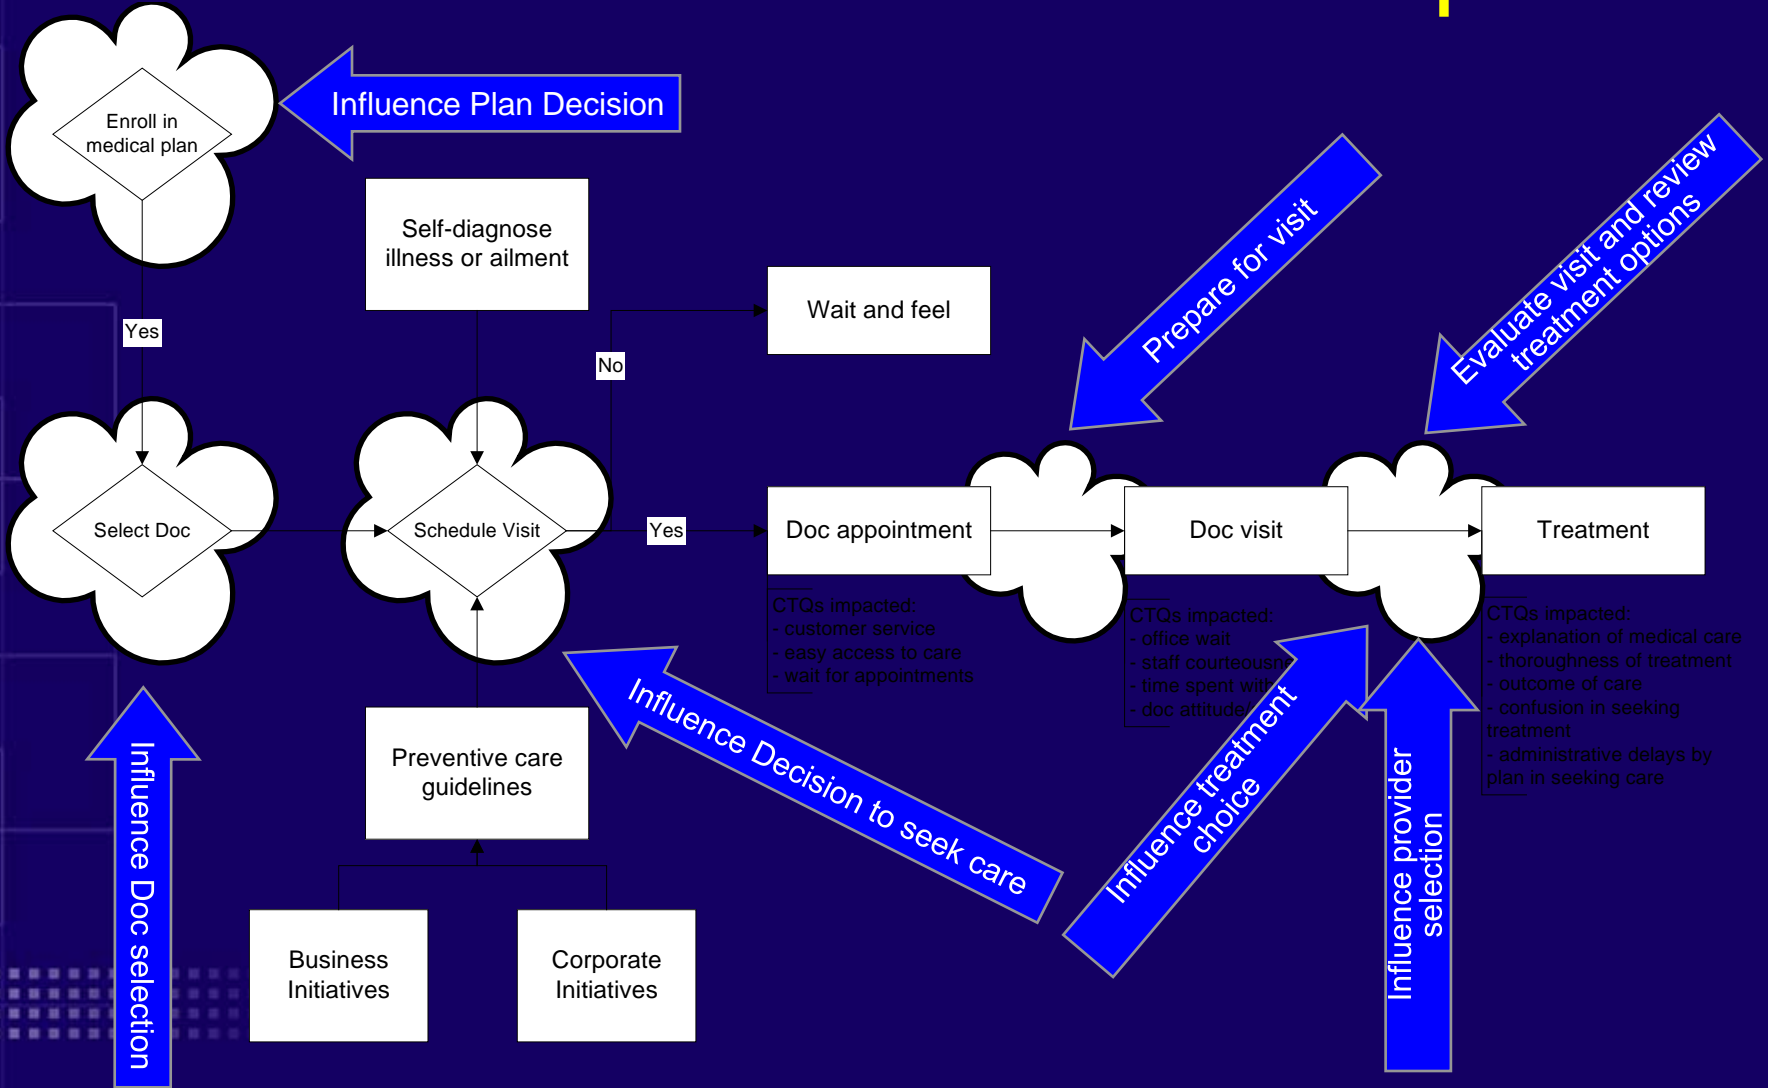 Enroll in
medical plan
Influence Plan Decision
Yes
Self-diagnose
illness or ailment
Wait and feel
No
Prepare for visit
Evaluate visit and review
treatment options
Select Doc
Schedule Visit
Yes
Doc appointment
Doc visit
Treatment
CTQs impacted:
- customer service
- easy access to care
- wait for appointments
CTQs impacted:
- office wait
- staff
- time spent
- doc attitude/
CTQs impacted:
- explanation of medical care
- thoroughness of treatment
- outcome of care
- confusion in seeking
treatment
- administrative delays by
plan in seeking care
Influence Doc selection
Preventive care
guidelines
Influence Decision to seek care
Influence treatment
choice
Influence provider
selection
Business
Initiatives
Corporate
Initiatives